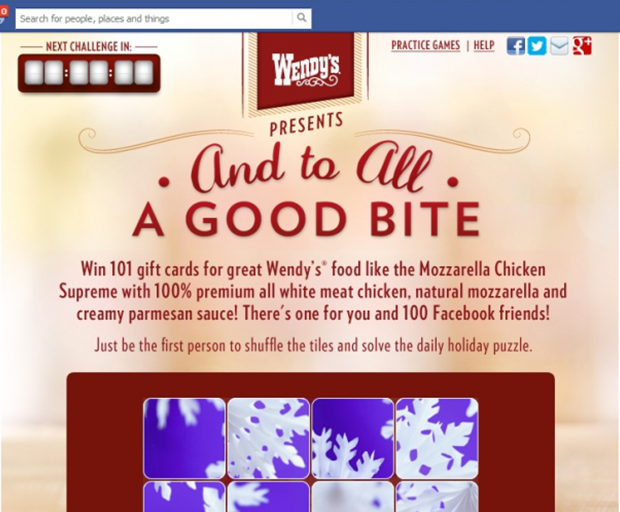 0
Search for people, places and things
NEXT CHALLENGE IN:
PRACTICE GAMES | HELP
WENDY'S
PRESENTS
• And to All •
A GOOD BITE
Win 101 gift cards for great Wendy's® food like the Mozzarella Chicken
Supreme with 100% premium all white meat chicken, natural mozzarella and
creamy parmesan sauce! There's one for you and 100 Facebook friends!
Just be the first person to shuffle the tiles and solve the daily holiday puzzle.